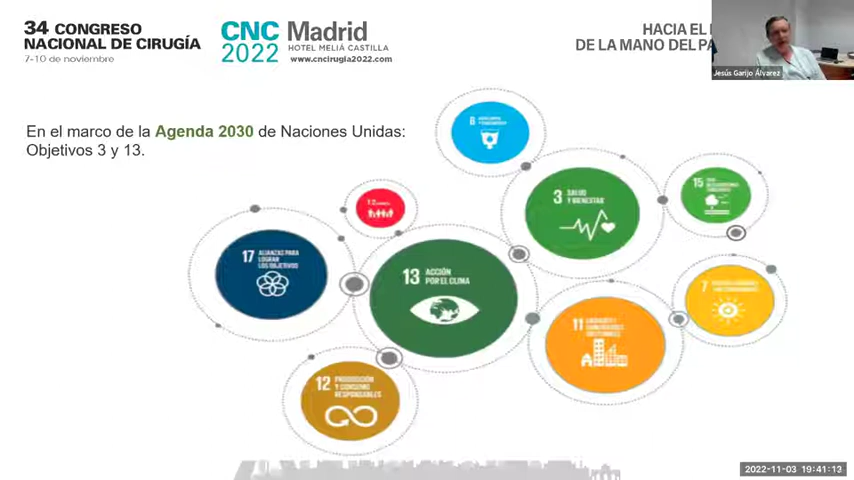 34 CONGRESO
NACIONAL DE CIRUGÍA
7-10 de noviembre
CNC
2022
Madrid
HOTEL MELIÁ CASTILLA
www.cncirugia2022.com
HACIA EL
DE LA MANO DEL
Jesús Garijo Álvarez
En el marco de la Agenda 2030 de Naciones Unidas:
Objetivos 3 y 13.
6
3 SALUD
Y BIENESTAR
15
17 ALIANZAS PARA
LOGRAR
LOS OBJETIVOS
13 ACCIÓN
POR EL CLIMA
7
11
12 PRODUCCIÓN
Y CONSUMO
RESPONSABLES
2022-11-03 19:41:13